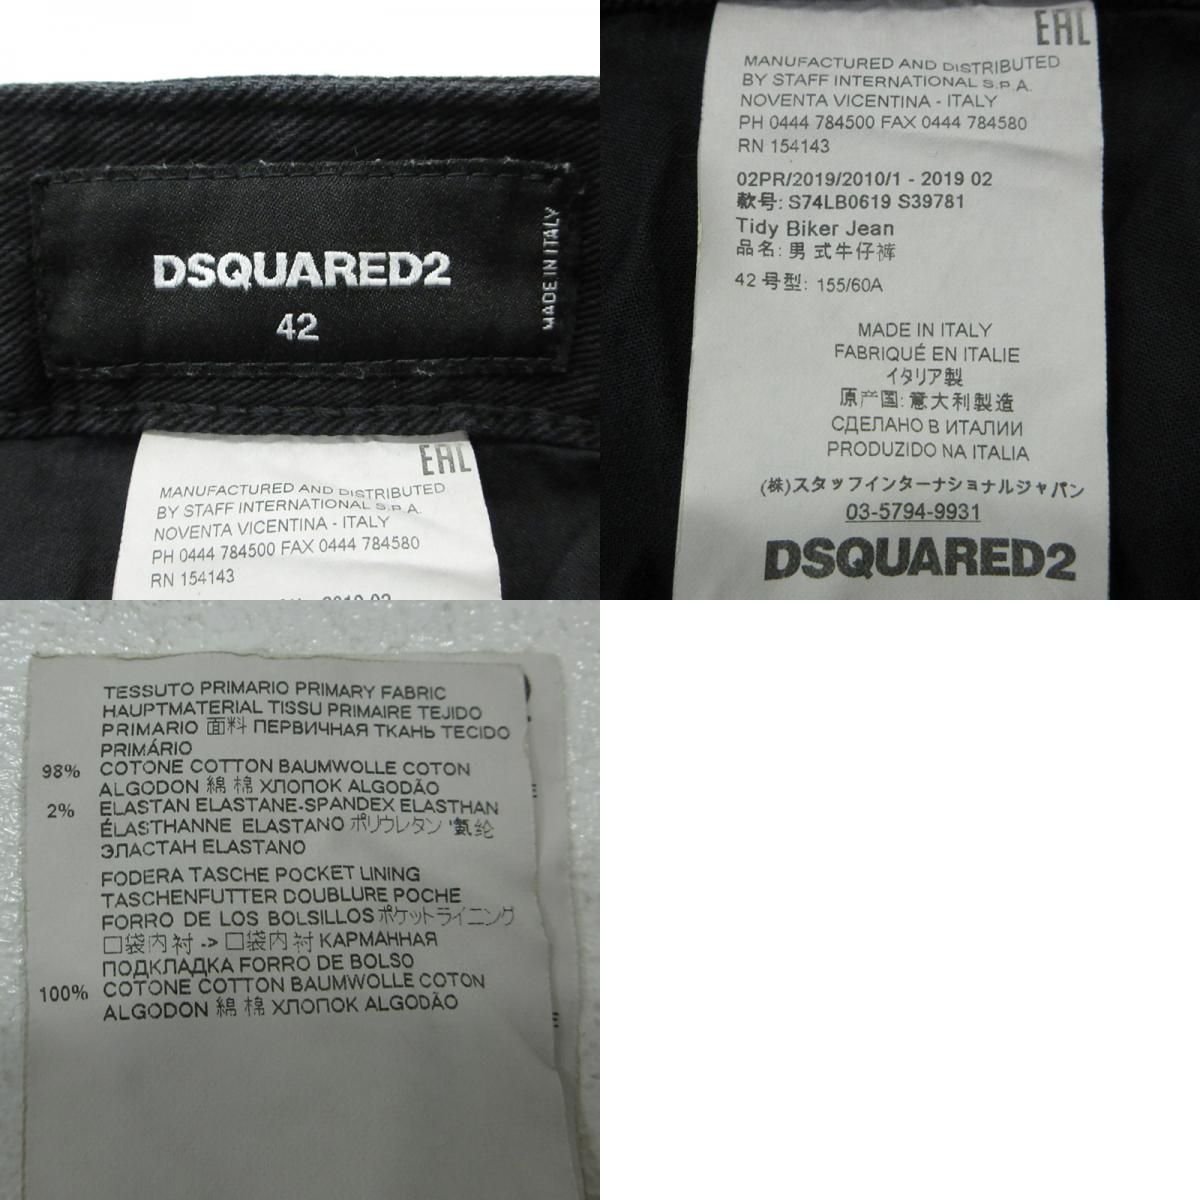 DSQUARED2
42
MADE IN ITALY
EAC
MANUFACTURED AND DISTRIBUTED
BY STAFF INTERNATIONAL S.P.A.
NOVENTA VICENTINA - ITALY
PH 0444 784500 FAX 0444 784580
RN 154143
EAC
MANUFACTURED AND DISTRIBUTED
BY STAFF INTERNATIONAL S.P.A.
NOVENTA VICENTINA - ITALY
PH 0444 784500 FAX 0444 784580
RN 154143
02PR/2019/2010/1 - 2019 02
款号: S74LB0619 S39781
Tidy Biker Jean
品名: 男 式牛仔裤
42 号型: 155/60A
MADE IN ITALY
FABRIQUÉ EN ITALIE
イタリア製
原产国: 意大利製造
СДЕЛАНО В ИТАЛИИ
PRODUZIDO NA ITALIA
(株)スタッフインターナショナルジャパン
03-5794-9931
DSQUARED2
TESSUTO PRIMARIO PRIMARY FABRIC
HAUPTMATERIAL TISSU PRIMAIRE TEJIDO
PRIMARIO 面料 ПЕРВИЧНАЯ ТКАНЬ TECIDO
PRIMÁRIO
98% COTONE COTTON BAUMWOLLE COTON
ALGODON 綿 棉 ХЛОПОК ALGODÃO
2% ELASTAN ELASTANE-SPANDEX ELASTHAN
ÉLASTHANNE ELASTANO ポリウレタン '氨纶
ЭЛАСТАН ELASTANO
FODERA TASCHE POCKET LINING
TASCHENFUTTER DOUBLURE POCHE
FORRO DE LOS BOLSILLOS ポケットライニング
口袋内衬 -> 口袋内衬 КАРМАННАЯ
ПОДКЛАДКА FORRO DE BOLSO
100% COTONE COTTON BAUMWOLLE COTON
ALGODON 綿 棉 ХЛОПОК ALGODÃO